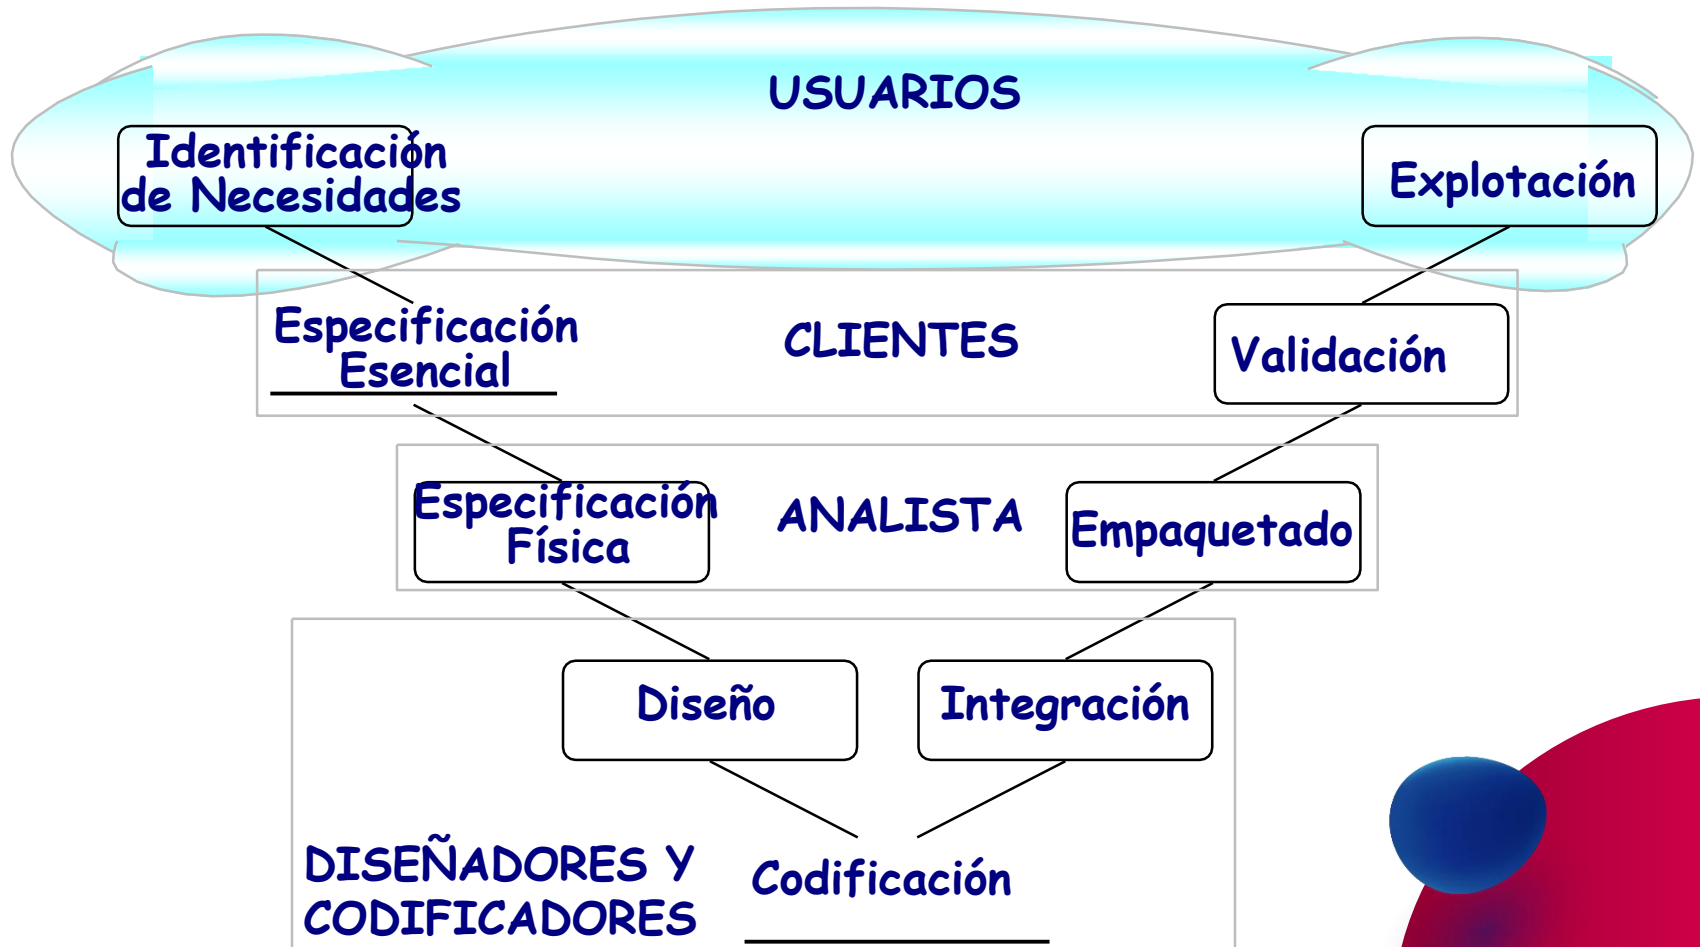 USUARIOS
Identificación
de Necesidades
Explotación
Especificación
Esencial
CLIENTES
Validación
Especificación
Física
ANALISTA
Empaquetado
Diseño
Integración
DISEÑADORES Y
CODIFICADORES
Codificación